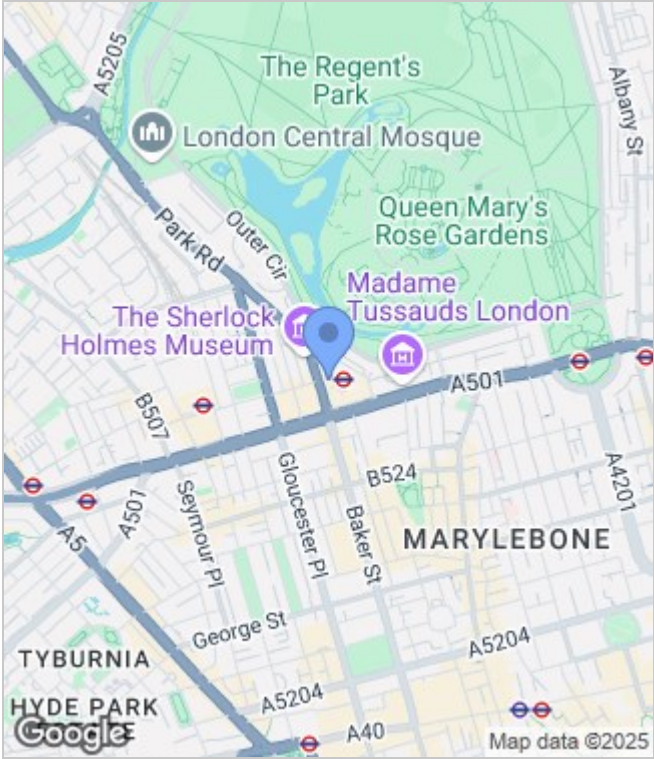 A5205
The Regent's
Park
Albany St
London Central Mosque
Queen Mary's
Rose Gardens
Outer Cir
Park Rd
Madame
Tussauds London
The Sherlock
Holmes Museum
A501
B507
B524
A4201
A501
Seymour Pl
Gloucester Pl
Baker St
MARYLEBONE
A5
George St
A5204
TYBURNIA
A5204
HYDE PARK
A40
Google
Map data ©2025